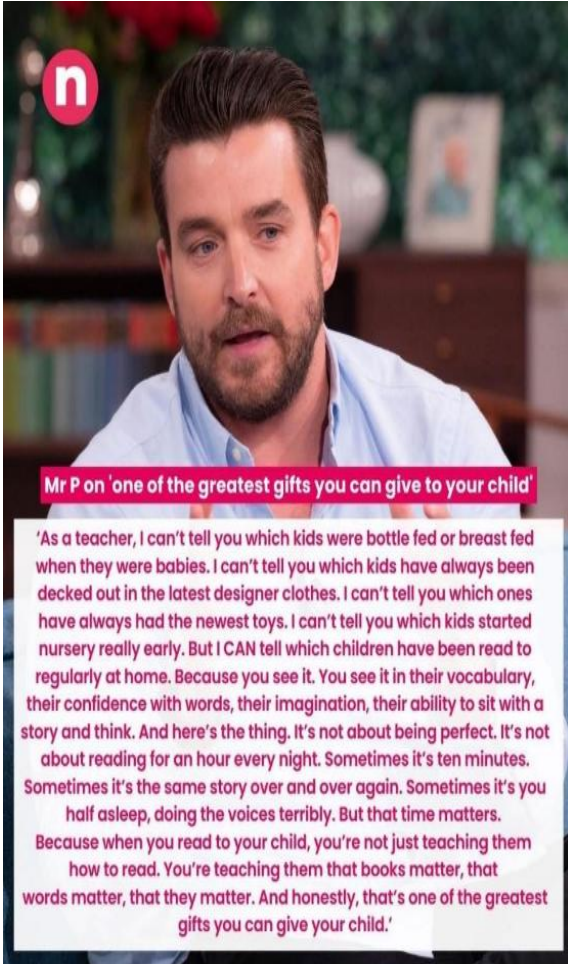 n
Mr P on 'one of the greatest gifts you can give to your child'
‘As a teacher, I can’t tell you which kids were bottle fed or breast fed
when they were babies. I can’t tell you which kids have always been
decked out in the latest designer clothes. I can’t tell you which ones
have always had the newest toys. I can’t tell you which kids started
nursery really early. But I CAN tell which children have been read to
regularly at home. Because you see it. You see it in their vocabulary,
their confidence with words, their imagination, their ability to sit with a
story and think. And here’s the thing. It’s not about being perfect. It’s not
about reading for an hour every night. Sometimes it’s ten minutes.
Sometimes it’s the same story over and over again. Sometimes it’s you
half asleep, doing the voices terribly. But that time matters.
Because when you read to your child, you’re not just teaching them
how to read. You’re teaching them that books matter, that
words matter, that they matter. And honestly, that’s one of the greatest
gifts you can give your child.’